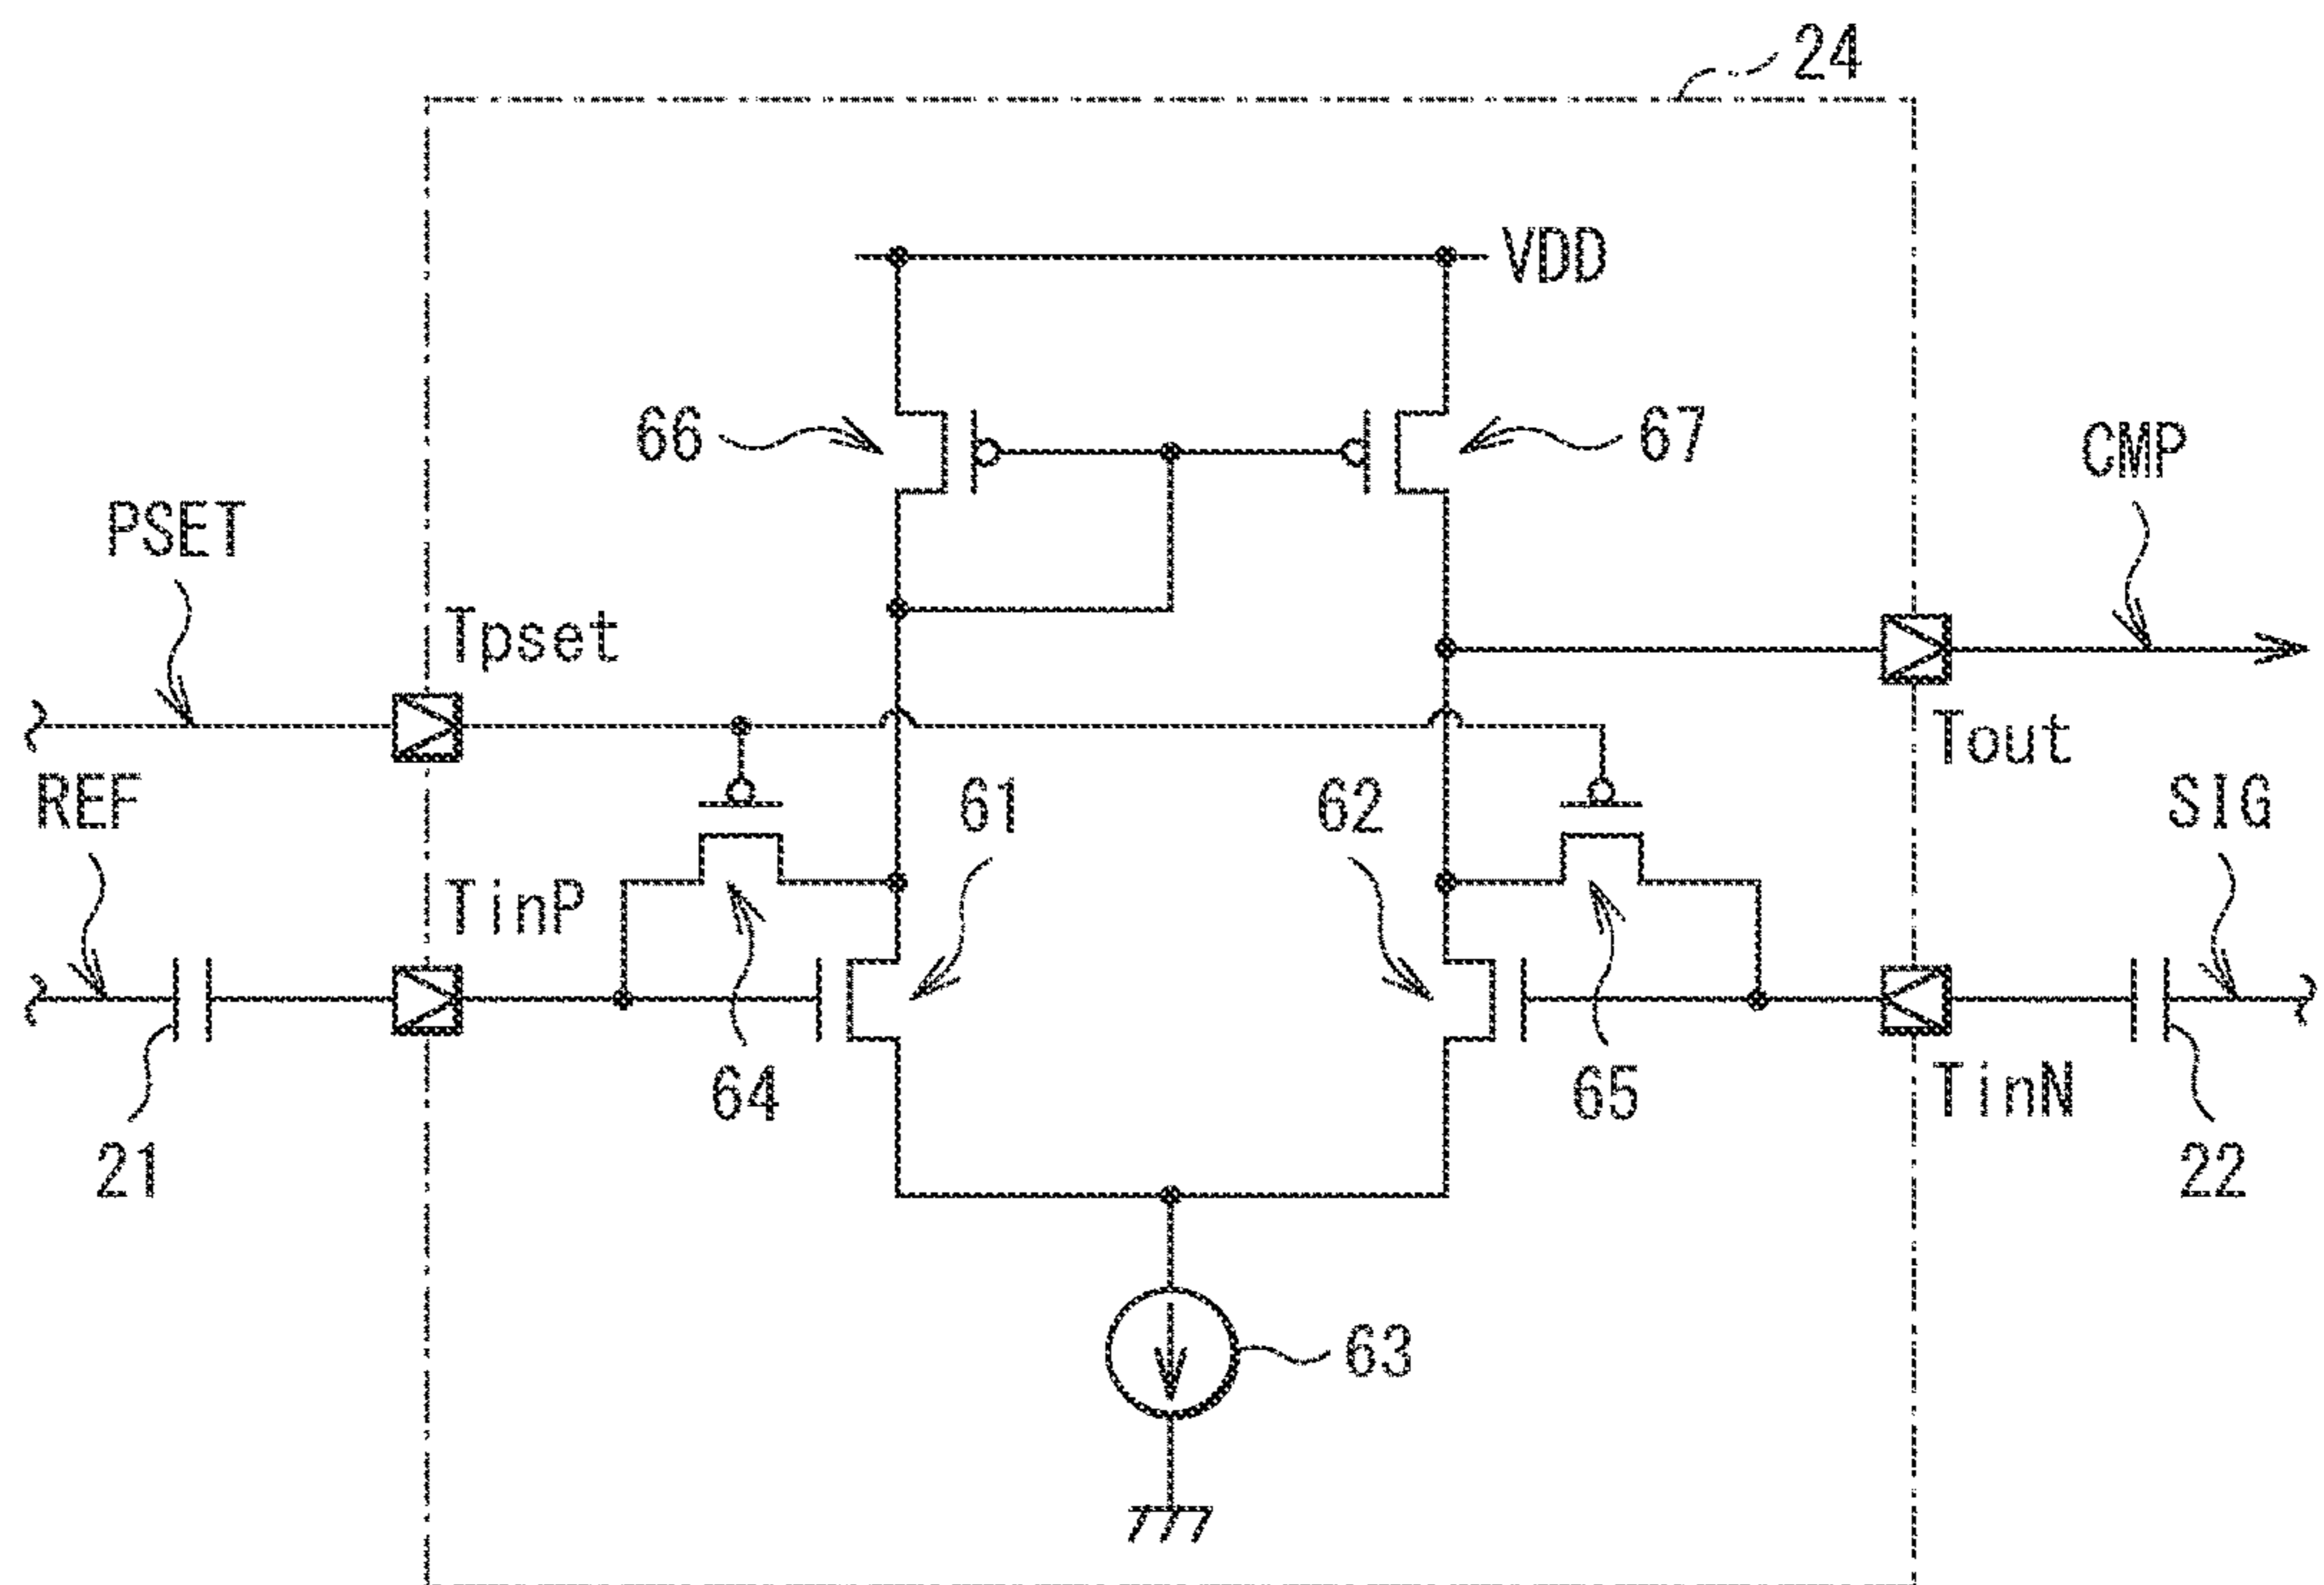 24
VDD
66
67
CMP
PSET
Tpset
Tout
REF
61
62
SIG
TinP
64
65
TinN
21
22
63